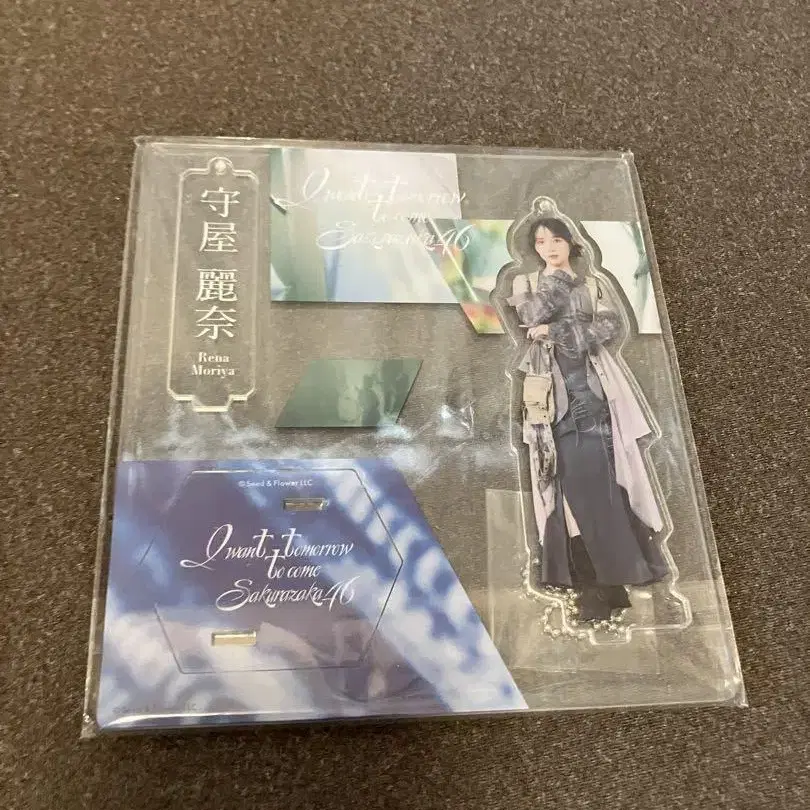 守屋 麗奈
Rena
Moriya
I want tomorrow
to come
Sakurazaka46
© Seed & Flower LLC
I want tomorrow
to come
Sakurazaka46